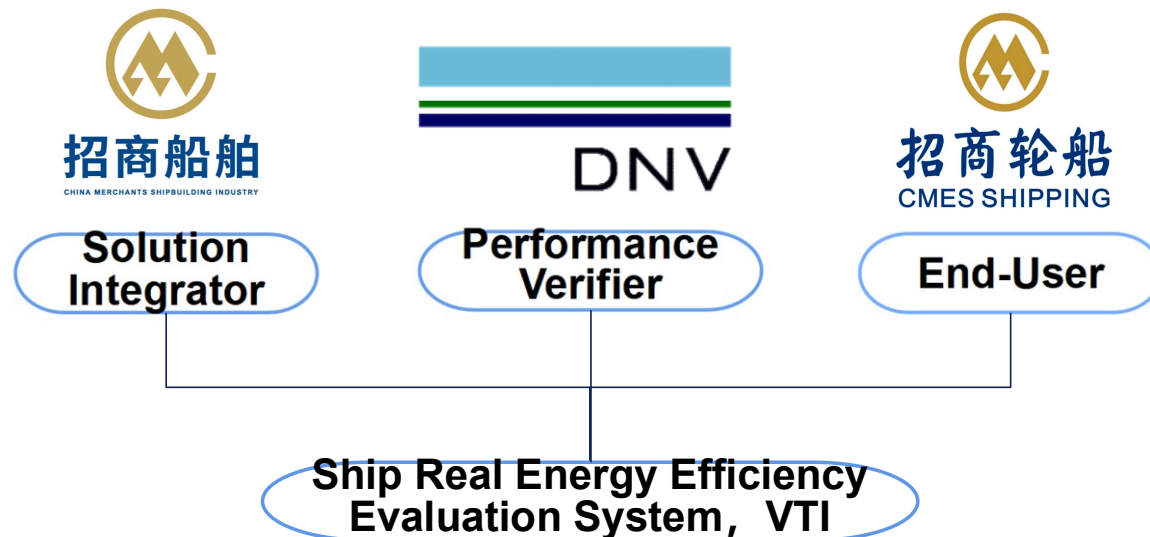 招商船舶
CHINA MERCHANTS SHIPBUILDING INDUSTRY
DNV
招商轮船
CMES SHIPPING
Solution
Integrator
Performance
Verifier
End-User
Ship Real Energy Efficiency
Evaluation System，VTI